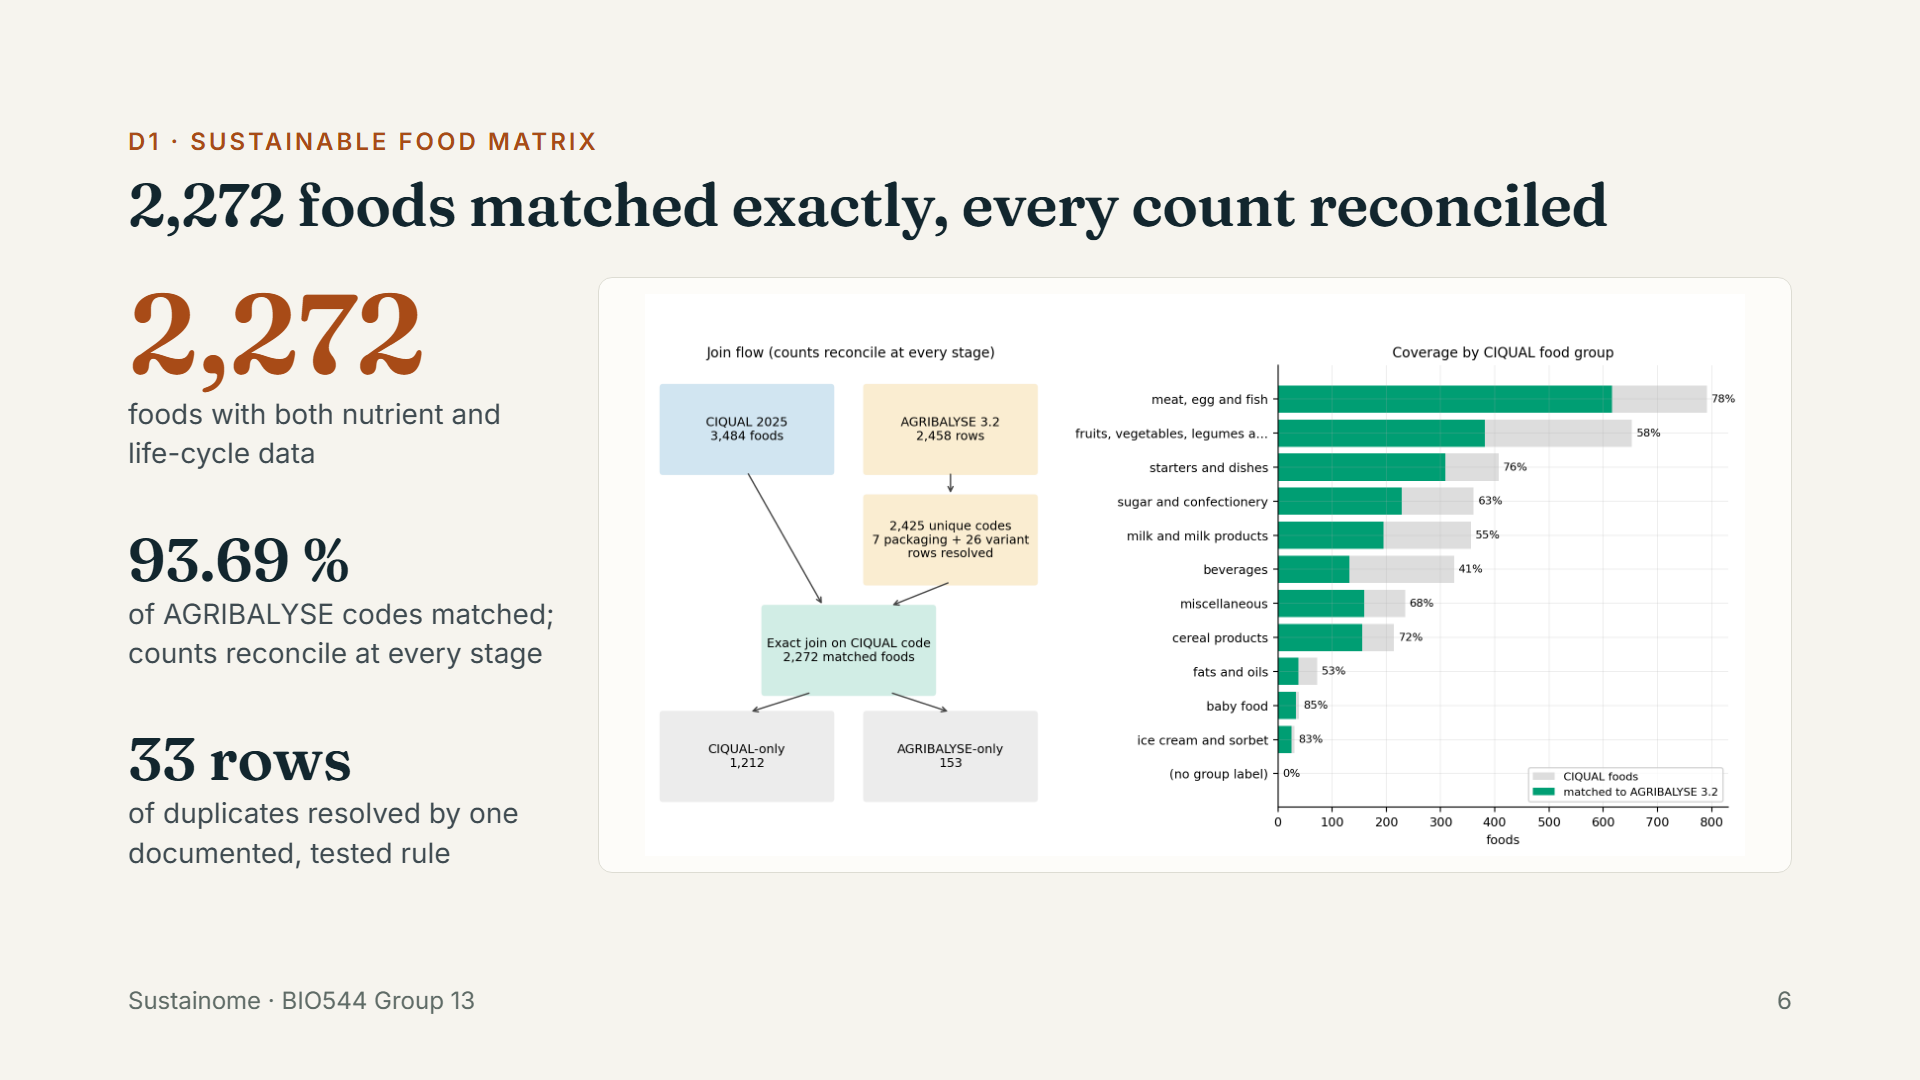 D1 · SUSTAINABLE FOOD MATRIX
2,272 foods matched exactly, every count reconciled
2,272
foods with both nutrient and
life-cycle data
93.69 %
of AGRIBALYSE codes matched;
counts reconcile at every stage
33 rows
of duplicates resolved by one
documented, tested rule
Join flow (counts reconcile at every stage)
CIQUAL 2025
3,484 foods
AGRIBALYSE 3.2
2,458 rows
2,425 unique codes
7 packaging + 26 variant
rows resolved
Exact join on CIQUAL code
2,272 matched foods
CIQUAL-only
1,212
AGRIBALYSE-only
153
Coverage by CIQUAL food group
meat, egg and fish 78%
fruits, vegetables, legumes a... 58%
starters and dishes 76%
sugar and confectionery 63%
milk and milk products 55%
beverages 41%
miscellaneous 68%
cereal products 72%
fats and oils 53%
baby food 85%
ice cream and sorbet 83%
(no group label) 0%
CIQUAL foods
matched to AGRIBALYSE 3.2
0 100 200 300 400 500 600 700 800
foods
Sustainome · BIO544 Group 13
6